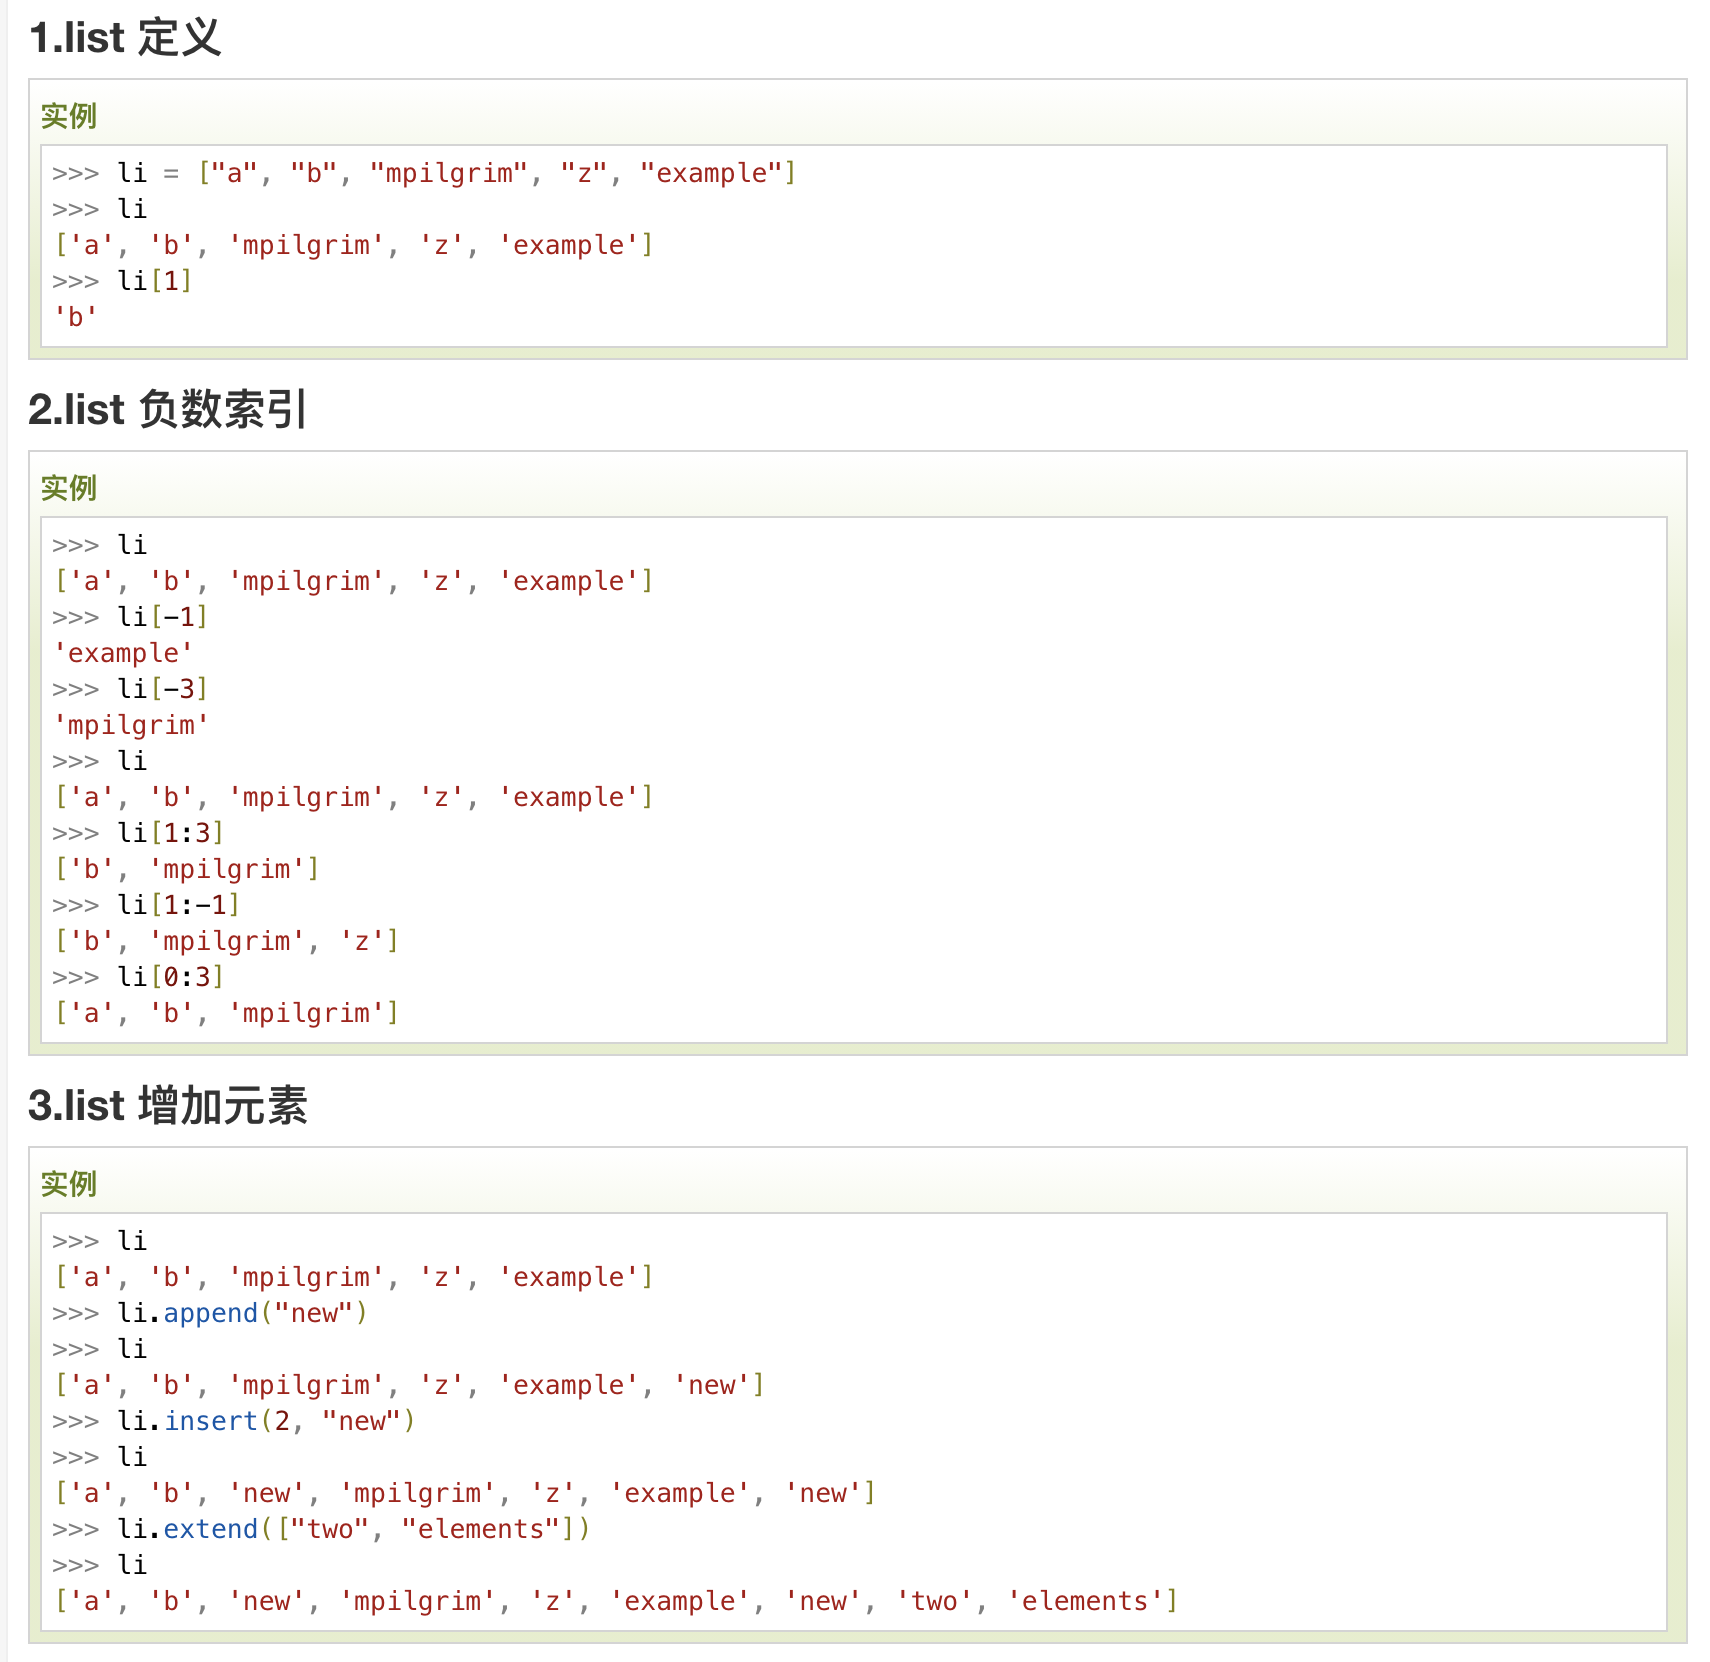 1.list 定义
实例
>>> li = ["a", "b", "mpilgrim", "z", "example"]
>>> li
['a', 'b', 'mpilgrim', 'z', 'example']
>>> li[1]
'b'
2.list 负数索引
实例
>>> li
['a', 'b', 'mpilgrim', 'z', 'example']
>>> li[-1]
'example'
>>> li[-3]
'mpilgrim'
>>> li
['a', 'b', 'mpilgrim', 'z', 'example']
>>> li[1:3]
['b', 'mpilgrim']
>>> li[1:-1]
['b', 'mpilgrim', 'z']
>>> li[0:3]
['a', 'b', 'mpilgrim']
3.list 增加元素
实例
>>> li
['a', 'b', 'mpilgrim', 'z', 'example']
>>> li.append("new")
>>> li
['a', 'b', 'mpilgrim', 'z', 'example', 'new']
>>> li.insert(2, "new")
>>> li
['a', 'b', 'new', 'mpilgrim', 'z', 'example', 'new']
>>> li.extend(["two", "elements"])
>>> li
['a', 'b', 'new', 'mpilgrim', 'z', 'example', 'new', 'two', 'elements']